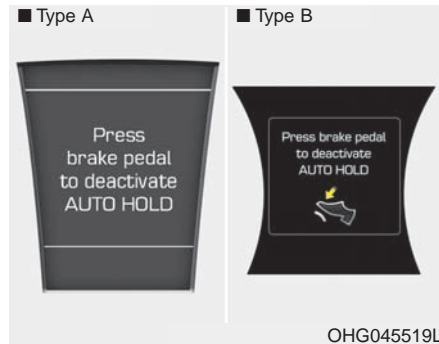 ■ Type A
Press
brake pedal
to deactivate
AUTO HOLD
■ Type B
Press brake pedal
to deactivate
AUTO HOLD
OHG045519L